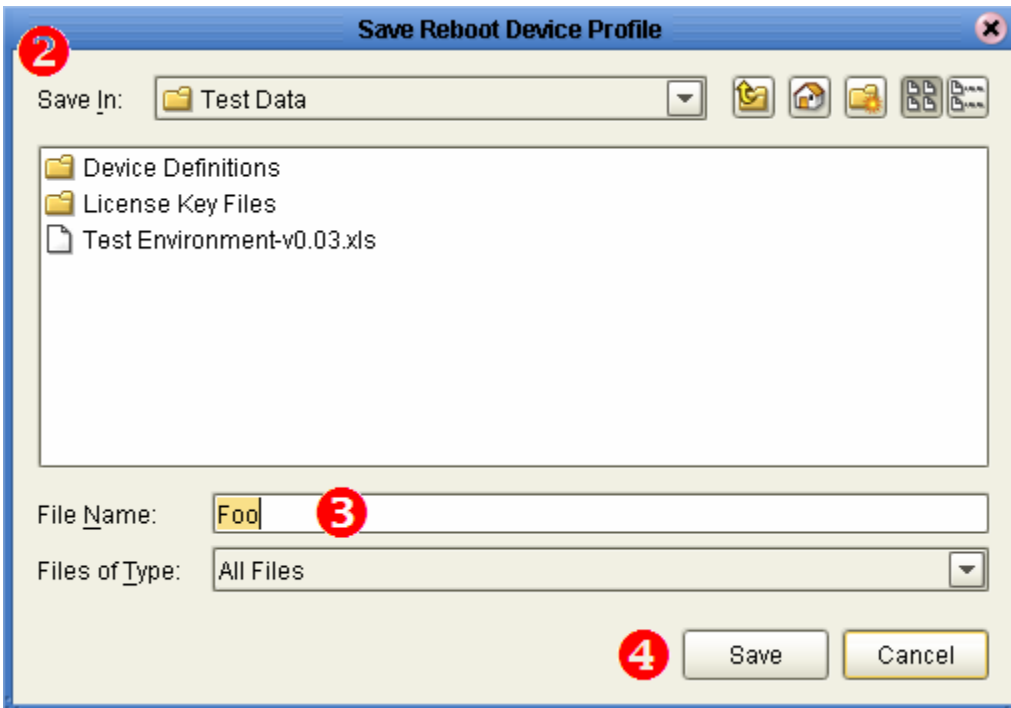 Save Reboot Device Profile
2
Save In: Test Data
Device Definitions
License Key Files
Test Environment-v0.03.xls
File Name: Foo 3
Files of Type: All Files
4 Save Cancel